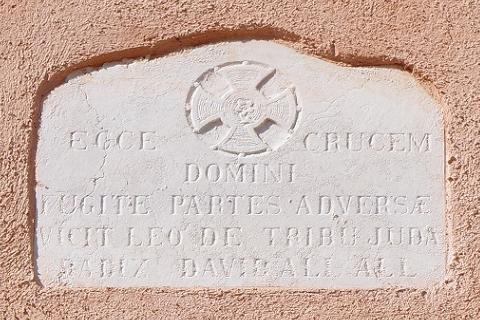 ECCE CRUCEM
DOMINI
FUGITE PARTES ADVERSÆ
VICIT LEO DE TRIBU JUDA
RADIX DAVID ALL ALL